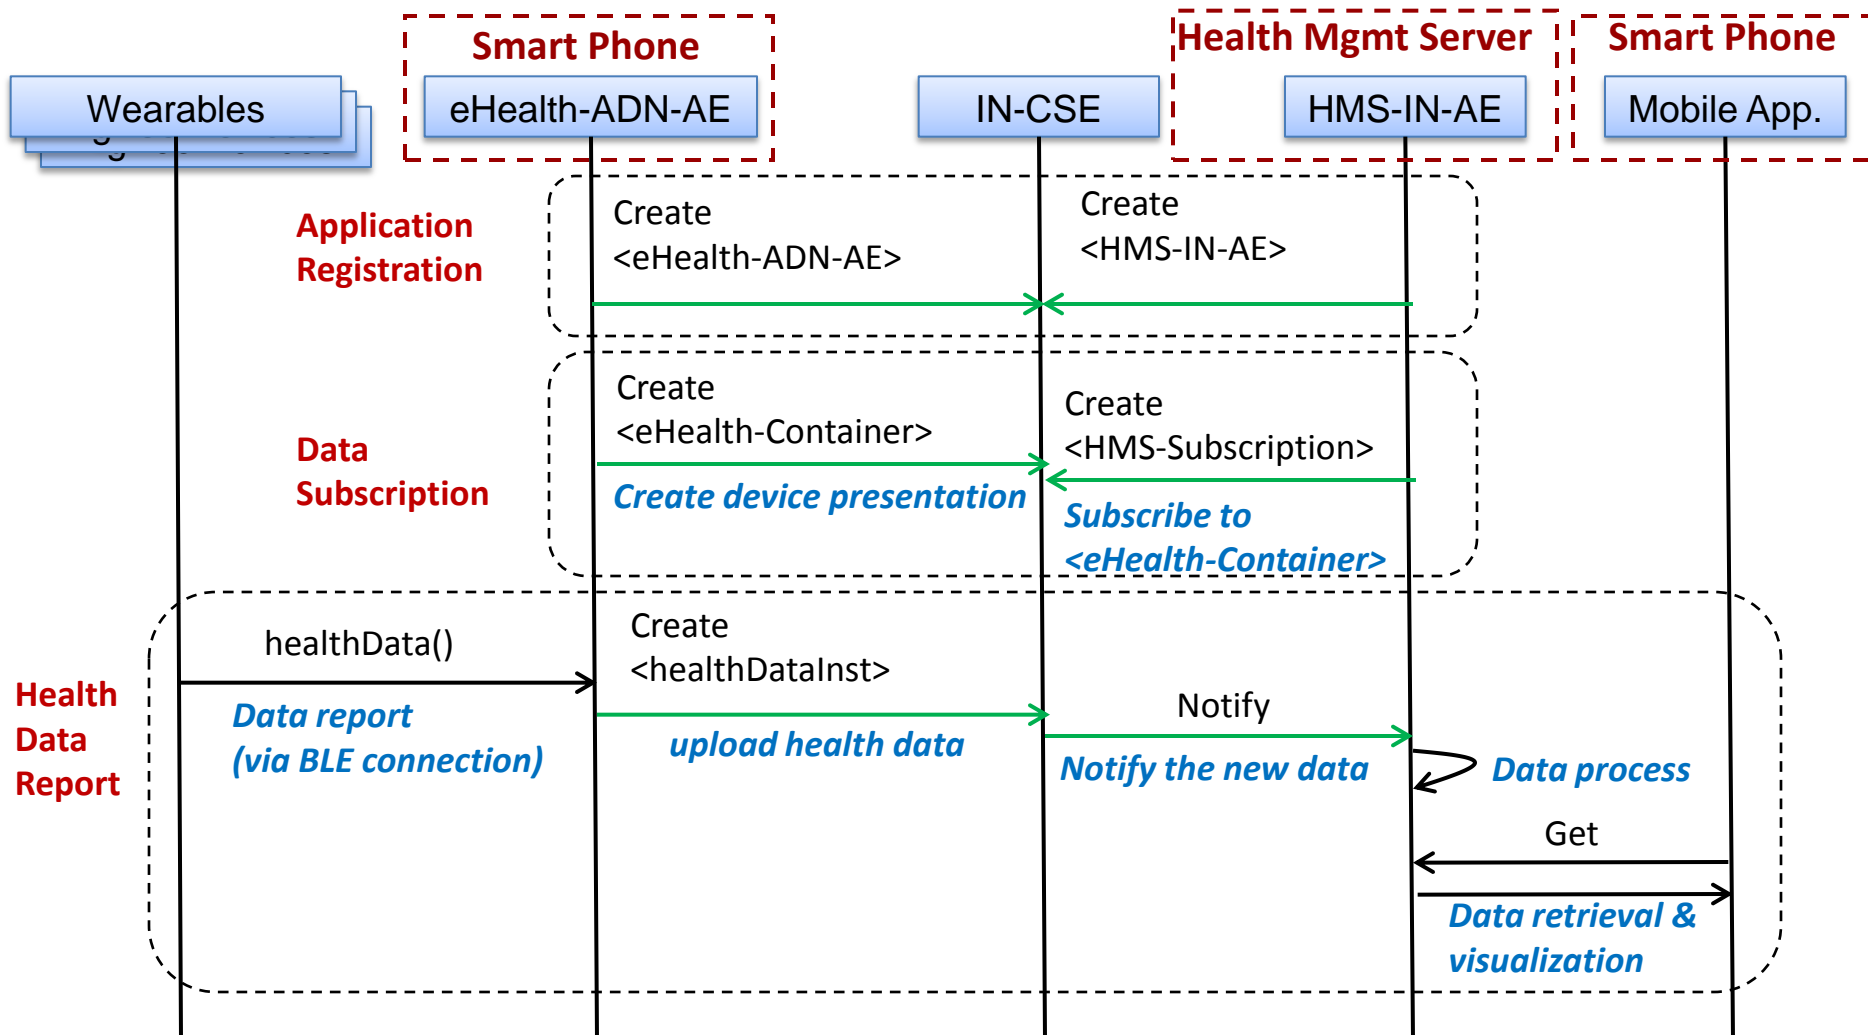 Smart Phone
Health Mgmt Server
Smart Phone
Wearables
eHealth-ADN-AE
IN-CSE
HMS-IN-AE
Mobile App.
Application
Registration
Create
<eHealth-ADN-AE>
Create
<HMS-IN-AE>
Data
Subscription
Create
<eHealth-Container>
Create device presentation
Create
<HMS-Subscription>
Subscribe to
<eHealth-Container>
Health
Data
Report
healthData()
Data report
(via BLE connection)
Create
<healthDataInst>
upload health data
Notify
Notify the new data
Data process
Get
Data retrieval &
visualization